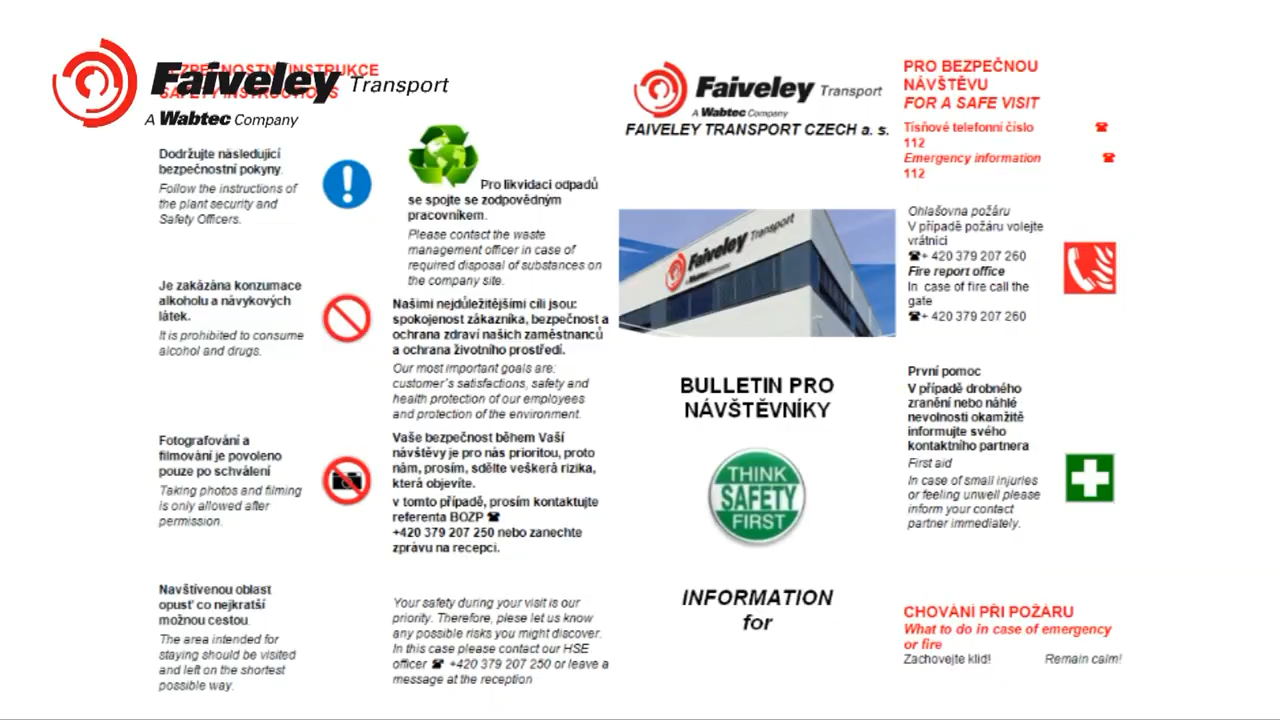 BEZPEČNOSTNÍ INSTRUKCE
SAFETY INSTRUCTIONS
Faiveley Transport
A Wabtec Company
Dodržujte následující
bezpečnostní pokyny.
Follow the instructions of
the plant security and
Safety Officers.
Je zakázána konzumace
alkoholu a návykových
látek.
It is prohibited to consume
alcohol and drugs.
Fotografování a
filmování je povoleno
pouze po schválení
Taking photos and filming
is only allowed after
permission.
Navštívenou oblast
opusť co nejkratší
možnou cestou
The area intended for
staying should be visited
and left on the shortest
possible way.
Pro likvidaci odpadů
se spojte se zodpovědným
pracovníkem.
Please contact the waste
management officer in case of
required disposal of substances on
the company site.
Našimi nejdůležitějšími cíli jsou:
spokojenost zákazníka, bezpečnost a
ochrana zdraví našich zaměstnanců
a ochrana životního prostředí.
Our most important goals are:
customer´s satisfactions, safety and
health protection of our employees
and protection of the environment.
Vaše bezpečnost během Vaší
návštěvy je pro nás prioritou, proto
nám, prosím, sdělte veškerá rizika,
která objevíte.
v tomto případě, prosím kontaktujte
referenta BOZP ☎
+420 379 207 250 nebo zanechte
zprávu na recepci.
Your safety during your visit is our
priority. Therefore, plese let us know
any possible risks you might discover.
In this case please contact our HSE
officer ☎ +420 379 207 250 or leave a
message at the reception
Faiveley Transport
A Wabtec Company
FAIVELEY TRANSPORT CZECH a. s.
Faiveley Transport
A Wabtec Company
BULLETIN PRO
NÁVŠTĚVNÍKY
THINK
SAFETY
FIRST
INFORMATION
for
PRO BEZPEČNOU
NÁVŠTĚVU
FOR A SAFE VISIT
Tísňové telefonní číslo ☎
112
Emergency information ☎
112
Ohlašovna požáru
V případě požáru volejte
vrátnici
☎+ 420 379 207 260
Fire report office
In case of fire call the
gate
☎+ 420 379 207 260
První pomoc
V případě drobného
zranění nebo náhlé
nevolnosti okamžitě
informujte svého
kontaktního partnera
First aid
In case of small injuries
or feeling unwell please
inform your contact
partner immediately.
CHOVÁNÍ PŘI POŽÁRU
What to do in case of emergency
or fire
Zachovejte klid! Remain calm!